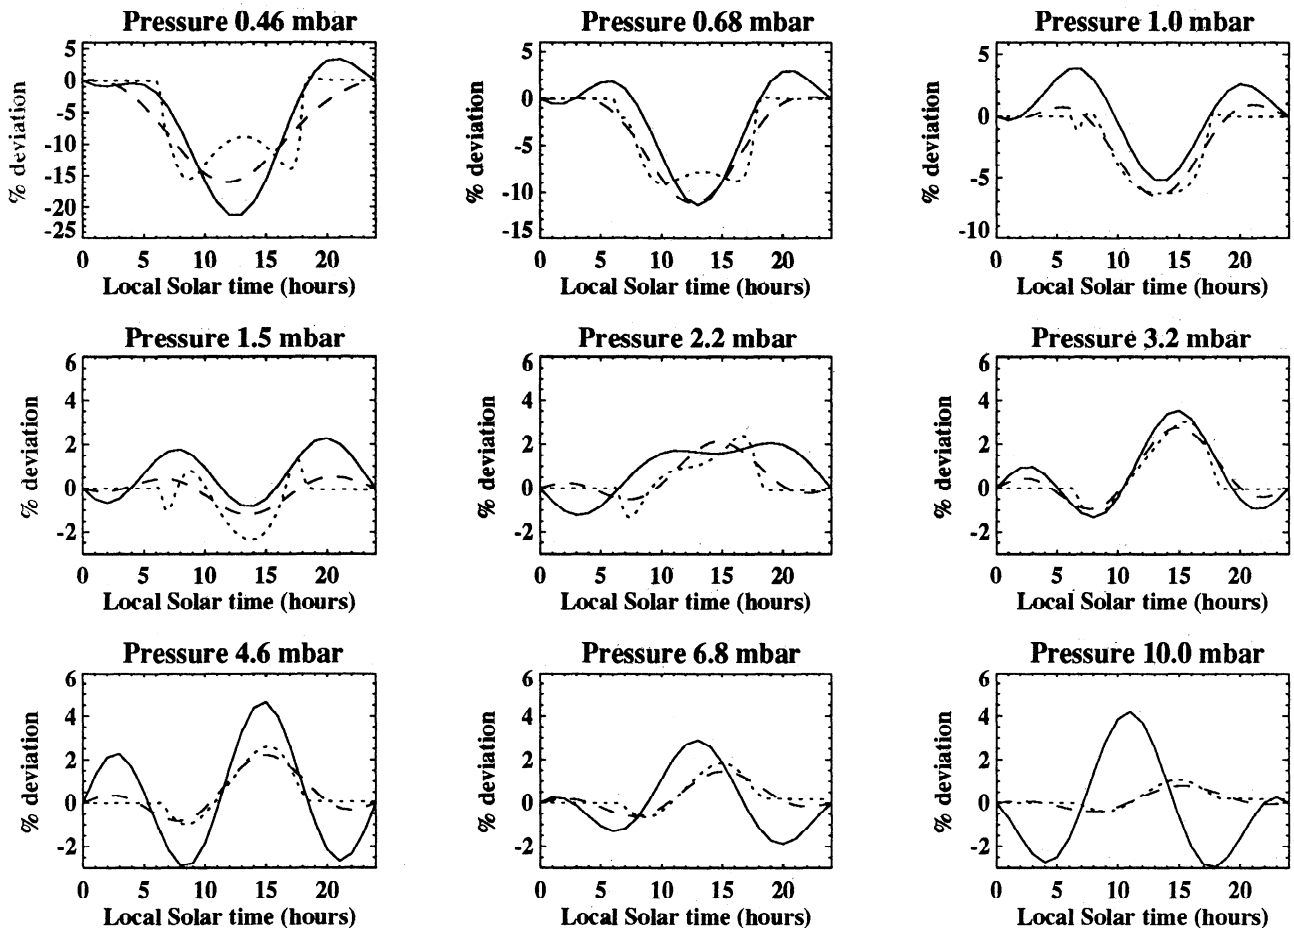 Pressure 0.46 mbar
% deviation
5
0
-5
-10
-15
-20
-25
0 5 10 15 20
Local Solar time (hours)
Pressure 0.68 mbar
% deviation
5
0
-5
-10
-15
0 5 10 15 20
Local Solar time (hours)
Pressure 1.0 mbar
% deviation
5
0
-5
-10
0 5 10 15 20
Local Solar time (hours)
Pressure 1.5 mbar
% deviation
6
4
2
0
-2
0 5 10 15 20
Local Solar time (hours)
Pressure 2.2 mbar
% deviation
6
4
2
0
-2
0 5 10 15 20
Local Solar time (hours)
Pressure 3.2 mbar
% deviation
6
4
2
0
-2
0 5 10 15 20
Local Solar time (hours)
Pressure 4.6 mbar
% deviation
6
4
2
0
-2
0 5 10 15 20
Local Solar time (hours)
Pressure 6.8 mbar
% deviation
6
4
2
0
-2
0 5 10 15 20
Local Solar time (hours)
Pressure 10.0 mbar
% deviation
6
4
2
0
-2
0 5 10 15 20
Local Solar time (hours)